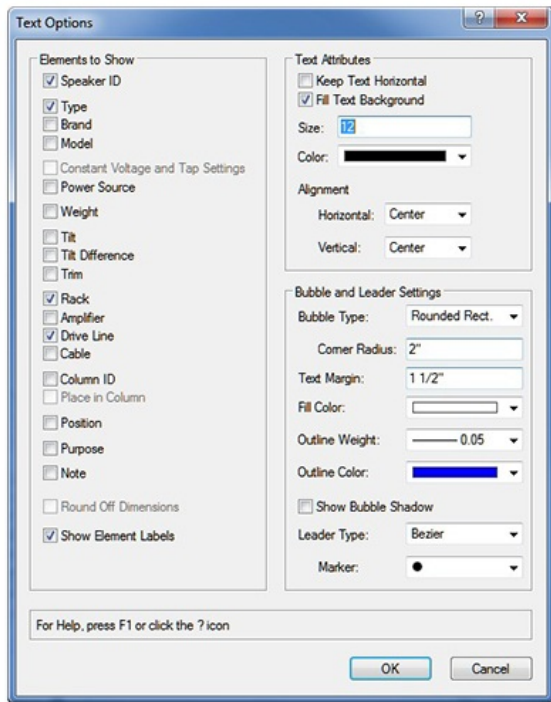 Text Options
Elements to Show
Speaker ID
Type
Brand
Model
Constant Voltage and Tap Settings
Power Source
Weight
Tilt
Tilt Difference
Trim
Rack
Amplifier
Drive Line
Cable
Column ID
Place in Column
Position
Purpose
Note
Round Off Dimensions
Show Element Labels
Text Attributes
Keep Text Horizontal
Fill Text Background
Size: 12
Color:
Alignment
Horizontal: Center
Vertical: Center
Bubble and Leader Settings
Bubble Type: Rounded Rect.
Corner Radius: 2"
Text Margin: 1 1/2"
Fill Color:
Outline Weight: 0.05
Outline Color:
Show Bubble Shadow
Leader Type: Bezier
Marker:
For Help, press F1 or click the ? icon
OK Cancel